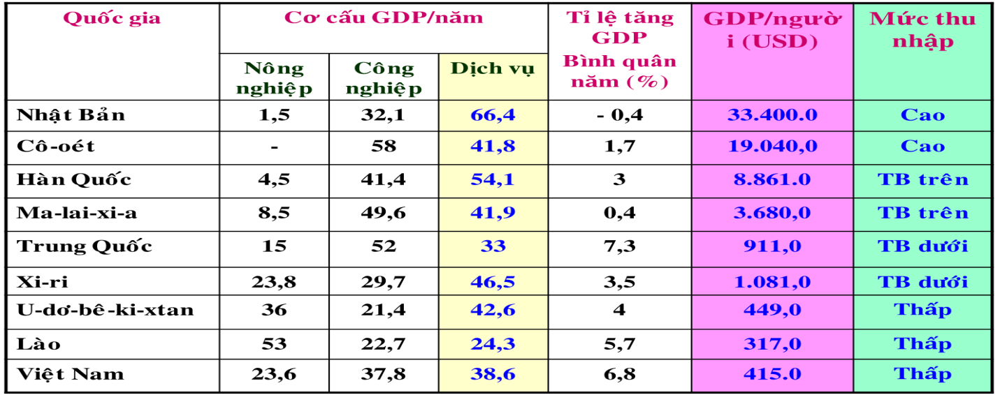 Quốc gia Cơ cấu GDP/năm Tỉ lệ tăng GDP/ngườ Mức thu
GDP i (USD) nhập
Nông Công Dịch vụ Bình quân
nghiệp nghiệp năm (%)
Nhật Bản 1,5 32,1 66,4 - 0,4 33.400.0 Cao
Cô-oét - 58 41,8 1,7 19.040,0 Cao
Hàn Quốc 4,5 41,4 54,1 3 8.861.0 TB trên
Ma-lai-xi-a 8,5 49,6 41,9 0,4 3.680,0 TB trên
Trung Quốc 15 52 33 7,3 911,0 TB dưới
Xi-ri 23,8 29,7 46,5 3,5 1.081,0 TB dưới
U-dơ-bê-ki-xtan 36 21,4 42,6 4 449,0 Thấp
Lào 53 22,7 24,3 5,7 317,0 Thấp
Việt Nam 23,6 37,8 38,6 6,8 415.0 Thấp